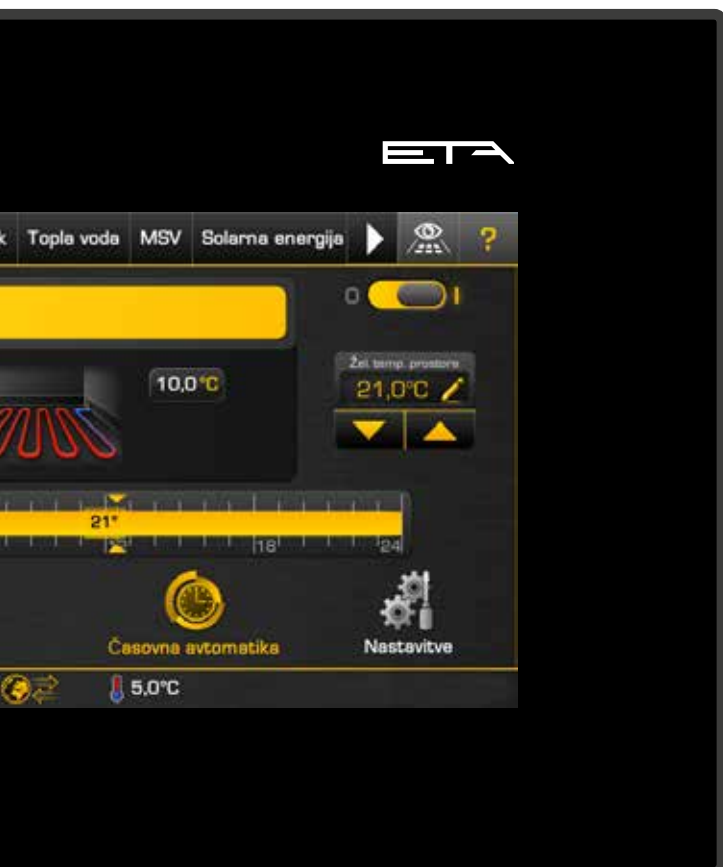 ETA
k Topla voda MSV Solarna energija ?
O I
Žel. temp. prostora
10,0°C
21,0°C
21°
18 24
Časovna avtomatika Nastavitve
5,0°C